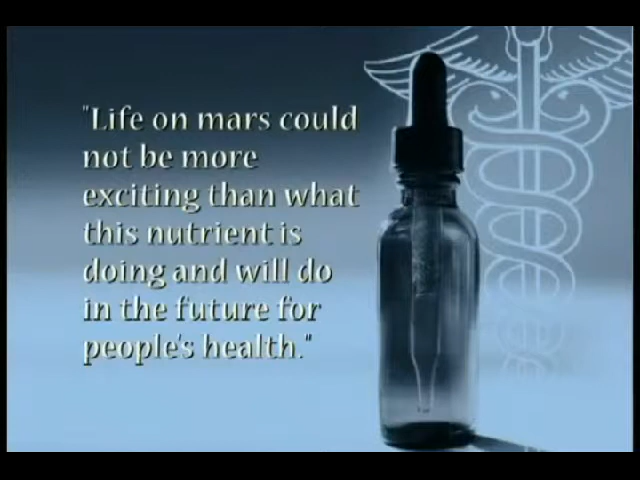 "Life on mars could
not be more
exciting than what
this nutrient is
doing and will do
in the future for
people's health."